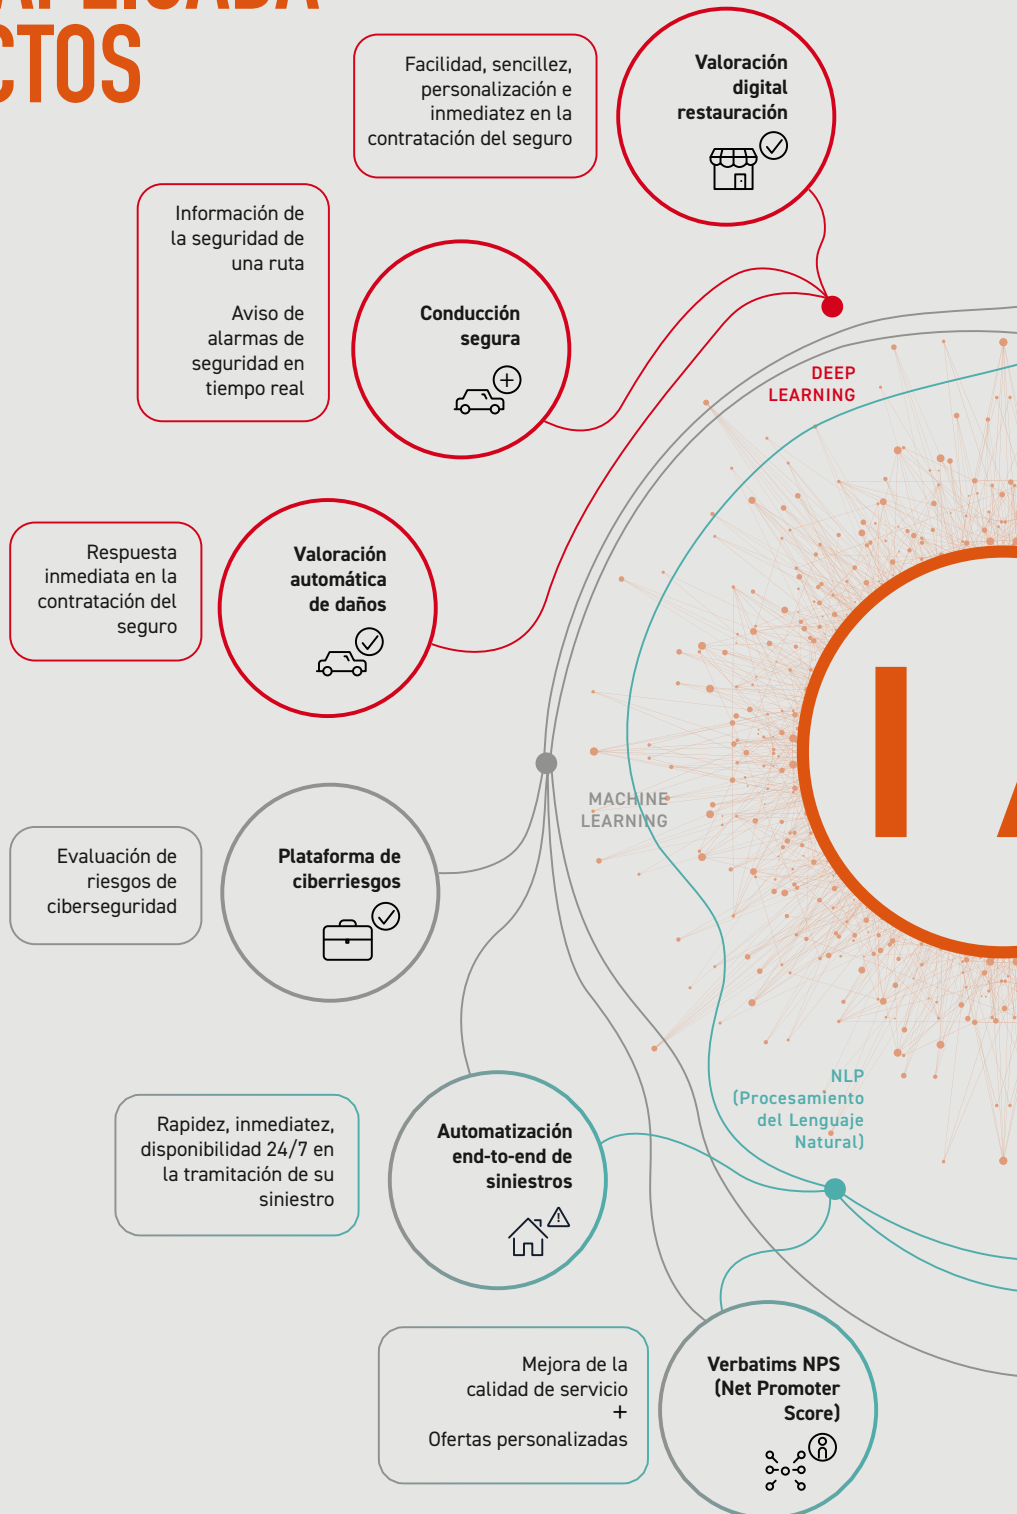 APLICADA
CTOS
Facilidad, sencillez,
personalización e
inmediatez en la
contratación del seguro
Valoración
digital
restauración
Información de
la seguridad de
una ruta
Aviso de
alarmas de
seguridad en
tiempo real
Conducción
segura
DEEP
LEARNING
Respuesta
inmediata en la
contratación del
seguro
Valoración
automática
de daños
I
MACHINE
LEARNING
Evaluación de
riesgos de
ciberseguridad
Plataforma de
ciberriesgos
NLP
(Procesamiento
del Lenguaje
Natural)
Rapidez, inmediatez,
disponibilidad 24/7 en
la tramitación de su
siniestro
Automatización
end-to-end de
siniestros
Mejora de la
calidad de servicio
+
Ofertas personalizadas
Verbatims NPS
(Net Promoter
Score)